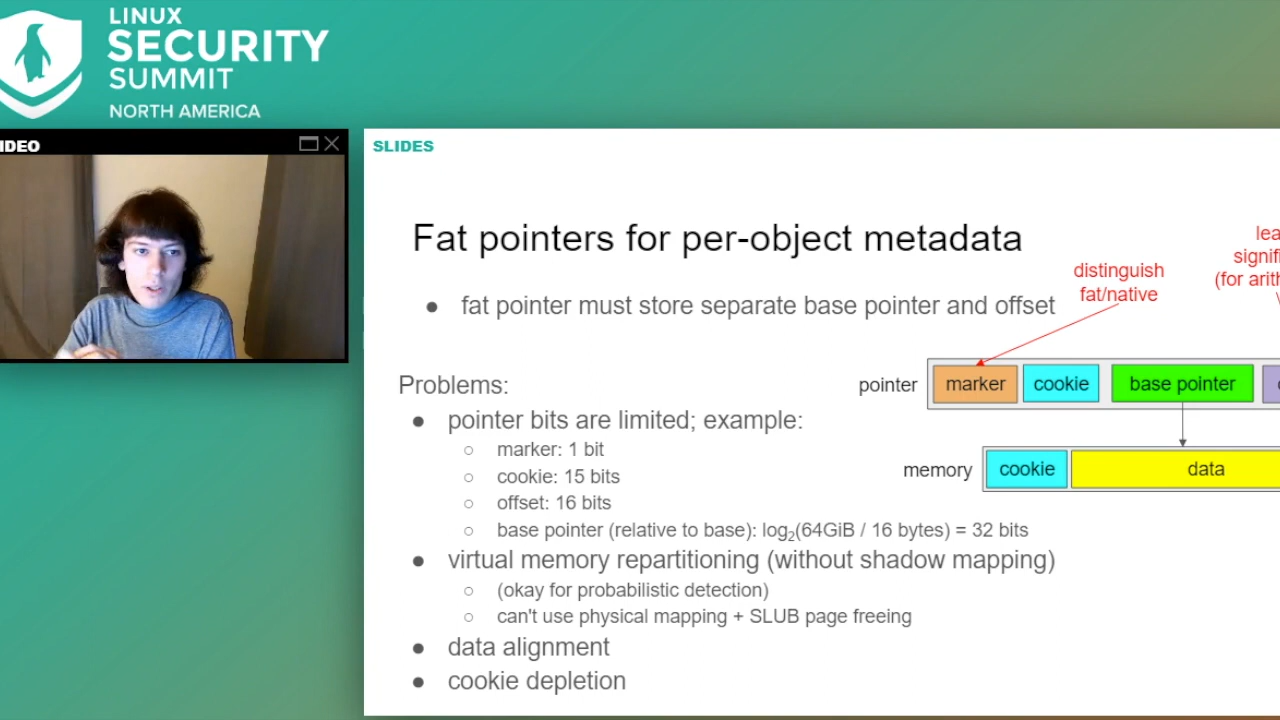 LINUX
SECURITY
SUMMIT
NORTH AMERICA
IDEO
SLIDES
Fat pointers for per-object metadata
● fat pointer must store separate base pointer and offset
distinguish
fat/native
lea
signifi
(for arith
pointer
marker
cookie
base pointer
memory
cookie
data
Problems:
● pointer bits are limited; example:
○ marker: 1 bit
○ cookie: 15 bits
○ offset: 16 bits
○ base pointer (relative to base): log₂(64GiB / 16 bytes) = 32 bits
● virtual memory repartitioning (without shadow mapping)
○ (okay for probabilistic detection)
○ can't use physical mapping + SLUB page freeing
● data alignment
● cookie depletion